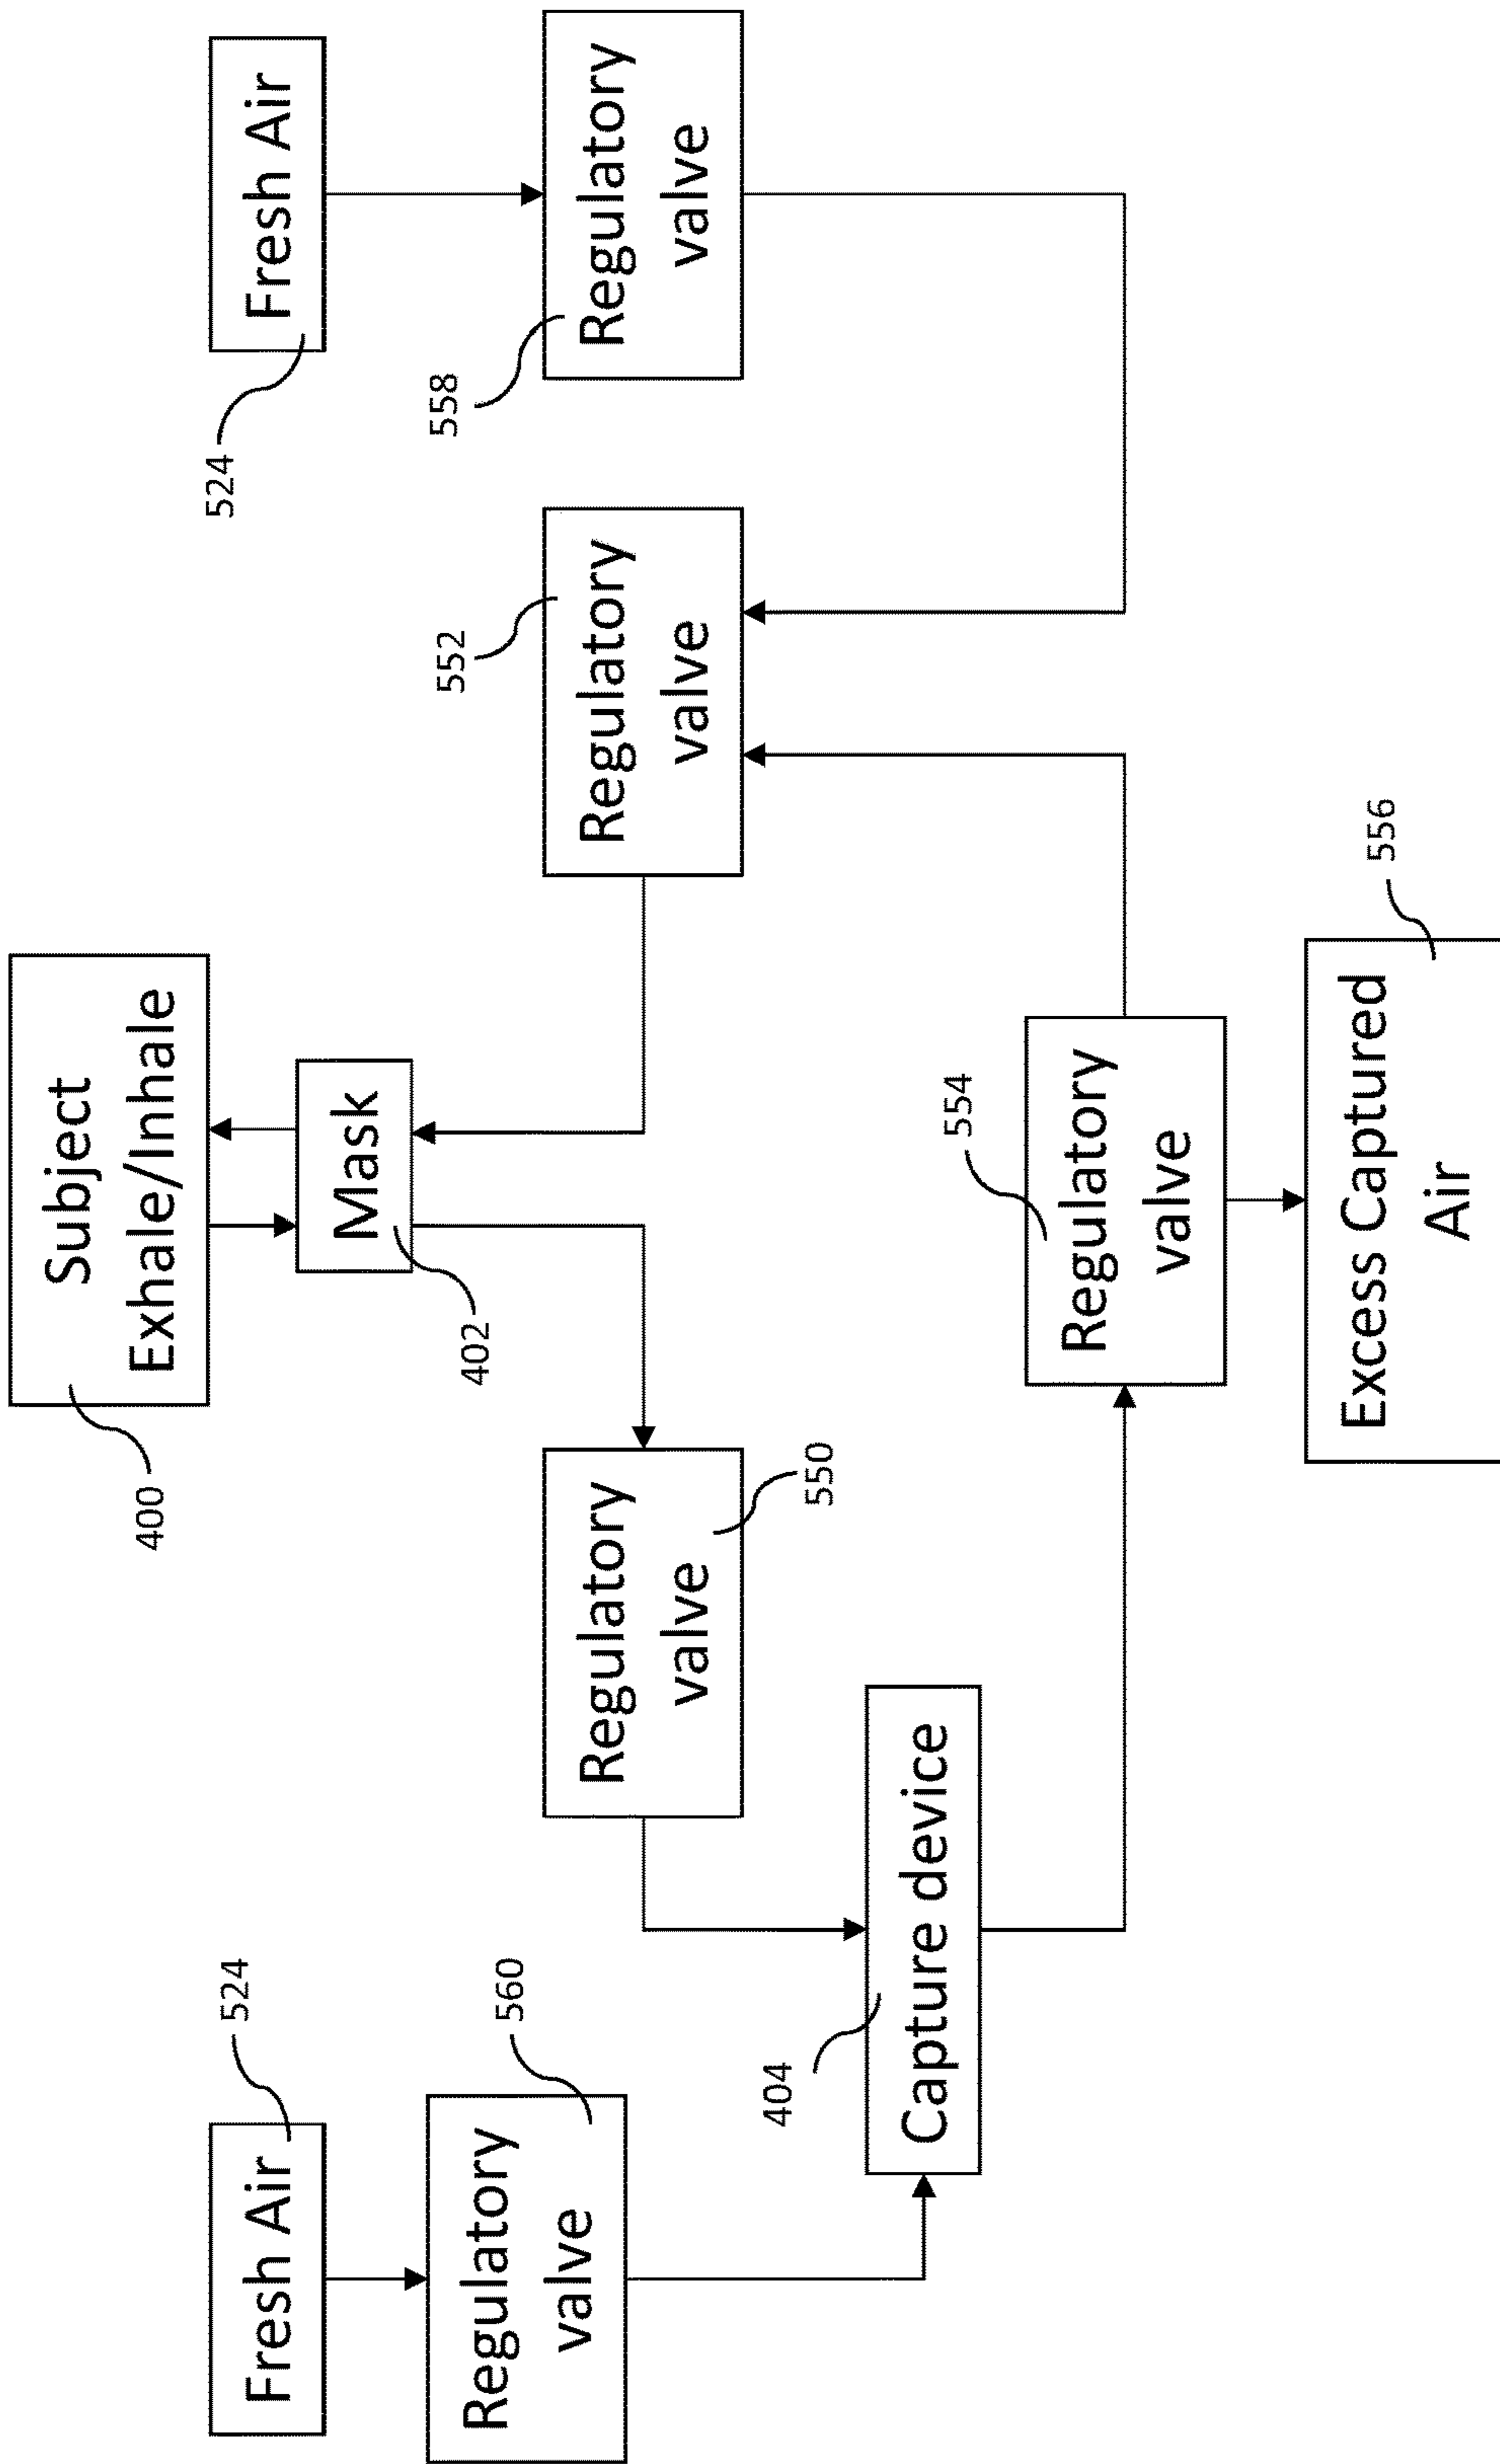 Subject
Exhale/Inhale
400
Mask
402
Fresh Air
524
Regulatory
valve
560
Regulatory
valve
550
Regulatory
valve
552
Fresh Air
524
Regulatory
valve
558
Capture device
404
Regulatory
valve
554
Excess Captured
Air
556